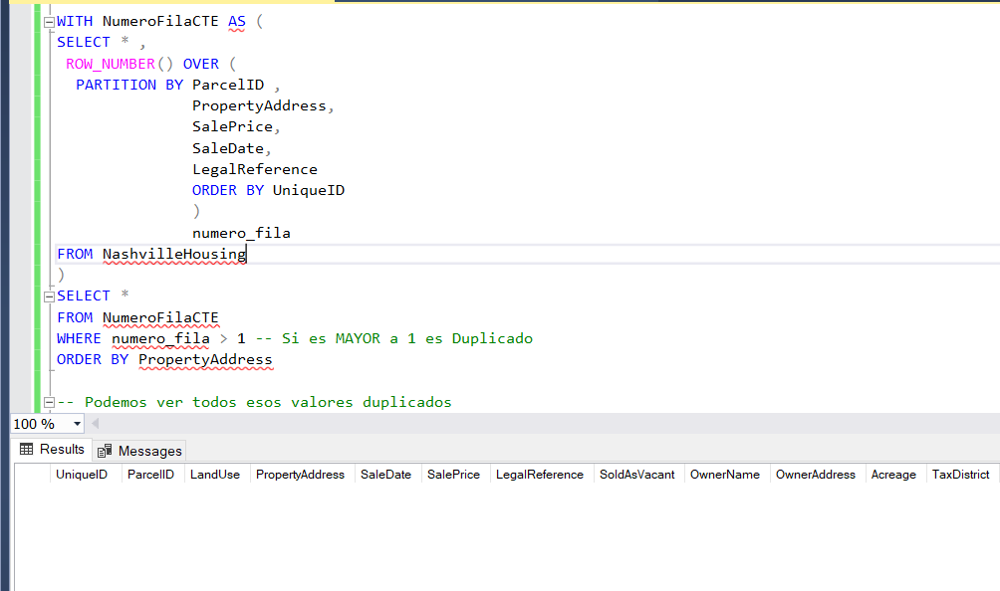 WITH NumeroFilaCTE AS (
SELECT * ,
ROW_NUMBER() OVER (
PARTITION BY ParcelID ,
PropertyAddress,
SalePrice,
SaleDate,
LegalReference
ORDER BY UniqueID
)
numero_fila
FROM NashvilleHousing
)
SELECT *
FROM NumeroFilaCTE
WHERE numero_fila > 1 -- Si es MAYOR a 1 es Duplicado
ORDER BY PropertyAddress
-- Podemos ver todos esos valores duplicados
100 %
Results Messages
UniqueID ParcelID LandUse PropertyAddress SaleDate SalePrice LegalReference SoldAsVacant OwnerName OwnerAddress Acreage TaxDistrict